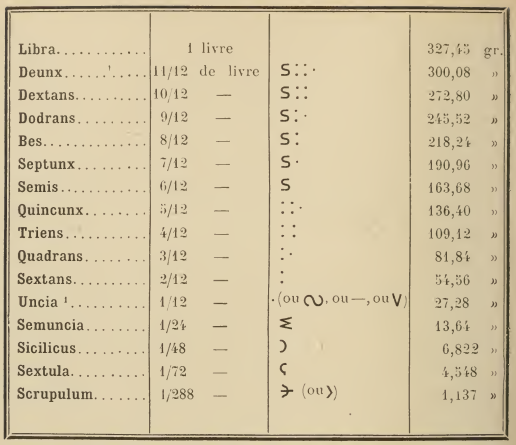 Libra. . . . . . . . . . . . 1 livre 327,45 gr.
Deunx . . . . . ¹. . . . 11/12 de livre S : : · 300,08 »
Dextans. . . . . . . . . 10/12 — S : : 272,80 »
Dodrans . . . . . . . . . 9/12 — S : · 245,52 »
Bes. . . . . . . . . . . . . . 8/12 — S : 218,24 »
Septunx . . . . . . . . . 7/12 — S · 190,96 »
Semis . . . . . . . . . . . 6/12 — S 163,68 »
Quincunx. . . . . . . . 5/12 — : : · 136,40 »
Triens. . . . . . . . . . . 4/12 — : : 109,12 »
Quadrans. . . . . . . . 3/12 — : · 81,84 »
Sextans. . . . . . . . . . 2/12 — : 54,56 »
Uncia ¹ . . . . . . . . . . 1/12 — · (ou ᔓ, ou —, ou V) 27,28 »
Semuncia . . . . . . . . 1/24 — Ƹ 13,64 »
Sicilicus . . . . . . . . . 1/48 — Ɔ 6,822 »
Sextula. . . . . . . . . . 1/72 — ς 4,548 »
Scrupulum. . . . . . . 1/288 — (ou 〉) 1,137 »